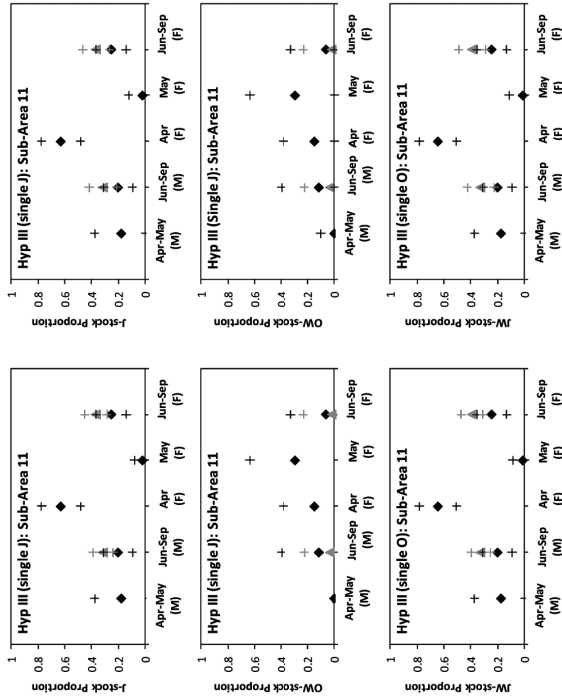 Hyp III (single J): Sub-Area 11
J-stock Proportion
1
0.8
0.6
0.4
0.2
0
Apr-May (M)
Jun-Sep (M)
Apr (F)
May (F)
Jun-Sep (F)
Hyp III (single J): Sub-Area 11
J-stock Proportion
1
0.8
0.6
0.4
0.2
0
Apr-May (M)
Jun-Sep (M)
Apr (F)
May (F)
Jun-Sep (F)
Hyp III (Single J): Sub-Area 11
OW-stock Proportion
1
0.8
0.6
0.4
0.2
0
Apr-May (M)
Jun-Sep (M)
Apr (F)
May (F)
Jun-Sep (F)
Hyp III (Single J): Sub-Area 11
OW-stock Proportion
1
0.8
0.6
0.4
0.2
0
Apr-May (M)
Jun-Sep (M)
Apr (F)
May (F)
Jun-Sep (F)
Hyp III (single O): Sub-Area 11
JW-stock Proportion
1
0.8
0.6
0.4
0.2
0
Apr-May (M)
Jun-Sep (M)
Apr (F)
May (F)
Jun-Sep (F)
Hyp III (single O): Sub-Area 11
JW-stock Proportion
1
0.8
0.6
0.4
0.2
0
Apr-May (M)
Jun-Sep (M)
Apr (F)
May (F)
Jun-Sep (F)